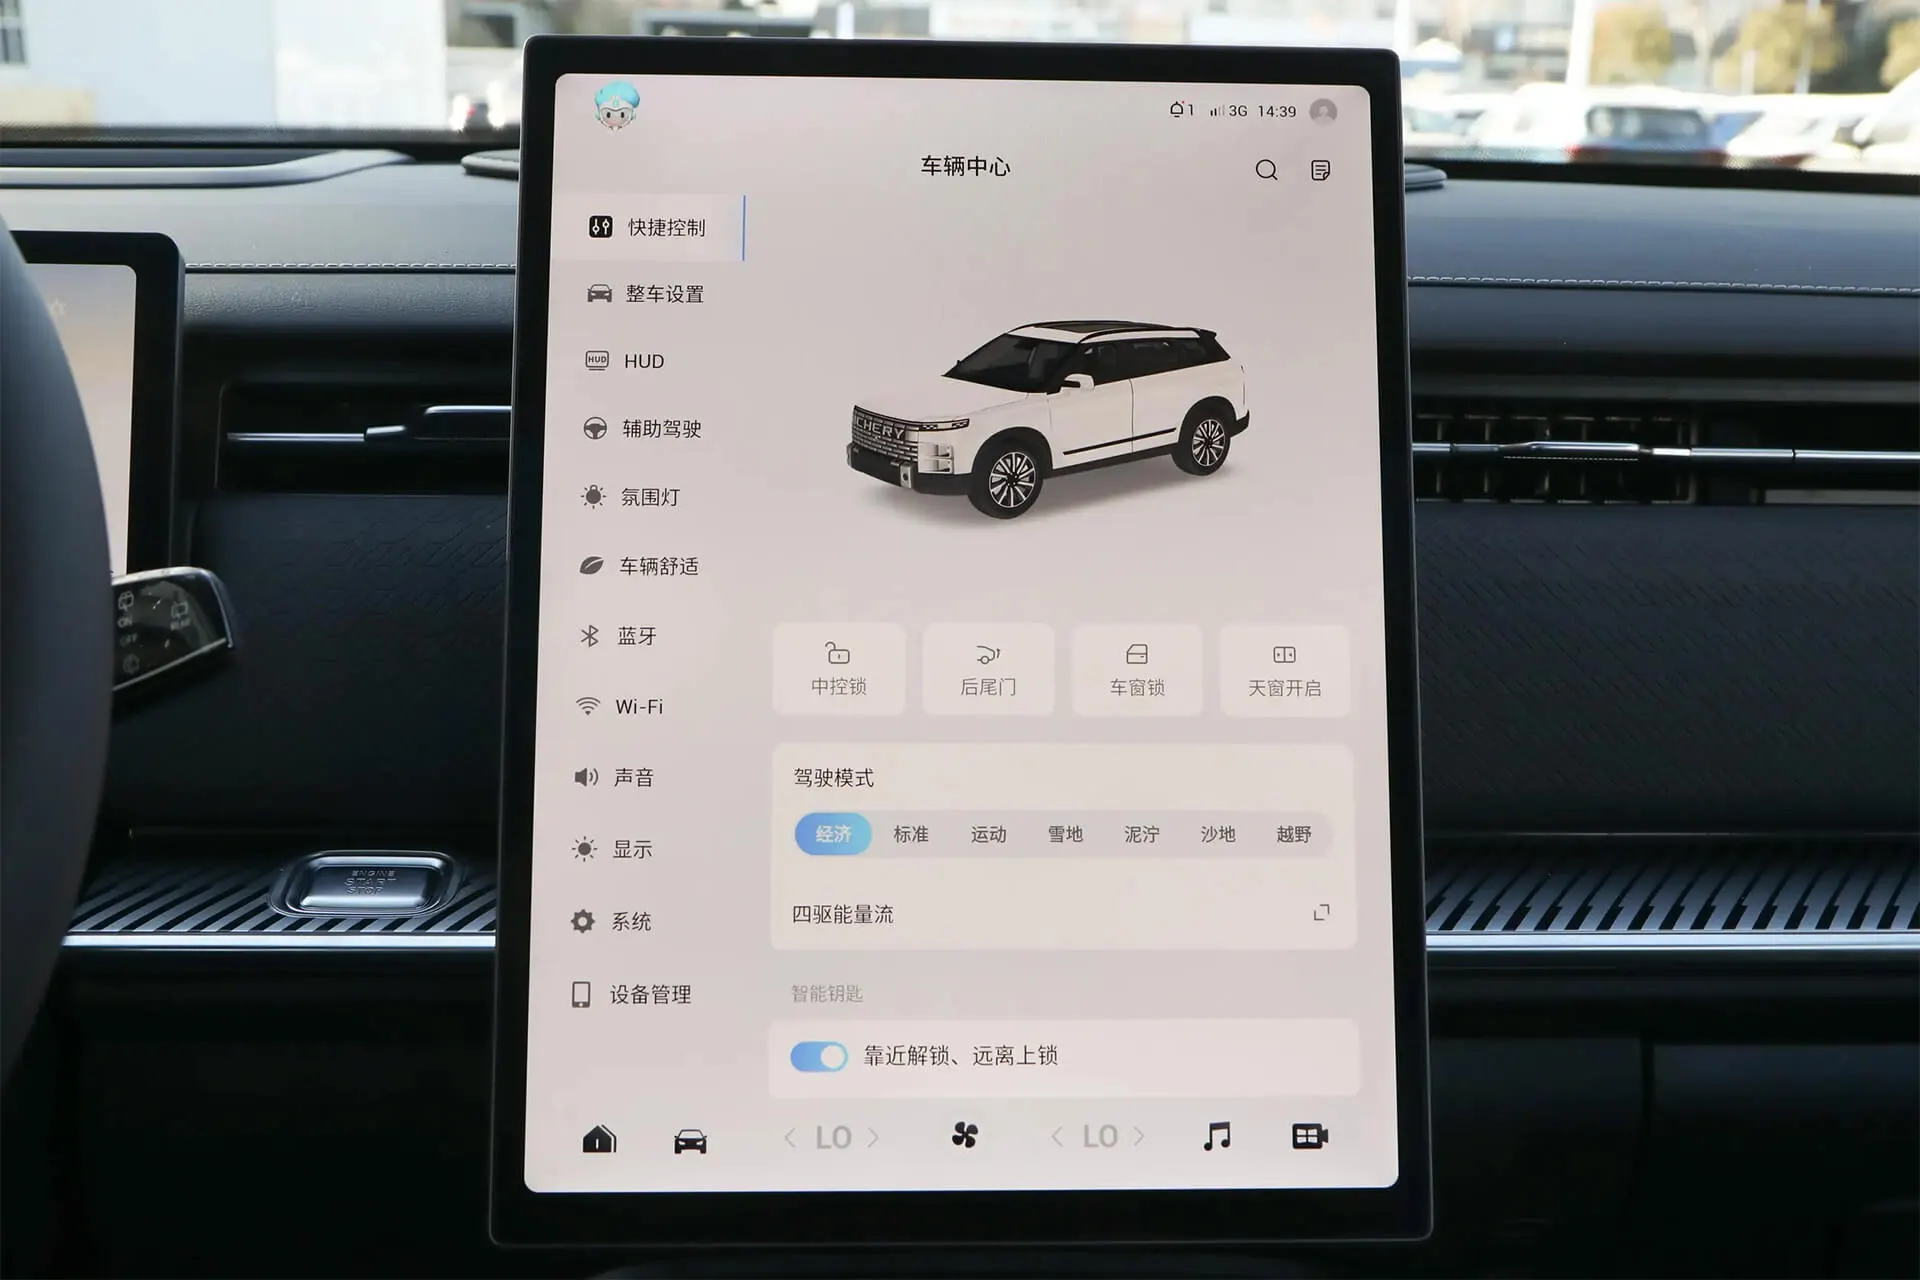 1 3G 14:39
车辆中心
快捷控制
整车设置
HUD
HUD
辅助驾驶
氛围灯
车辆舒适
蓝牙
Wi-Fi
声音
显示
系统
设备管理
CHERY
中控锁 后尾门 车窗锁 天窗开启
驾驶模式
经济 标准 运动 雪地 泥泞 沙地 越野
四驱能量流
智能钥匙
靠近解锁、远离上锁
< LO > < LO >
ON
OFF
REAR
ENGINE
START
STOP